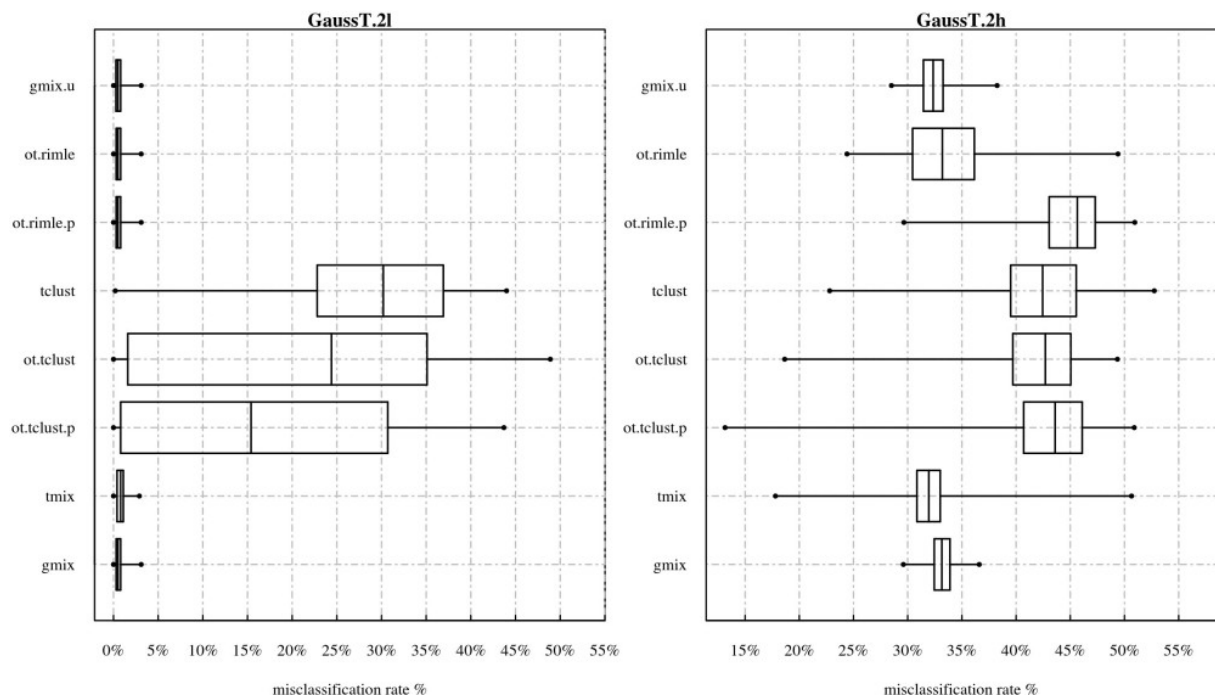 GaussT.2l
gmix.u
ot.rimle
ot.rimle.p
tclust
ot.tclust
ot.tclust.p
tmix
gmix
0% 5% 10% 15% 20% 25% 30% 35% 40% 45% 50% 55%
misclassification rate %
GaussT.2h
gmix.u
ot.rimle
ot.rimle.p
tclust
ot.tclust
ot.tclust.p
tmix
gmix
15% 20% 25% 30% 35% 40% 45% 50% 55%
misclassification rate %